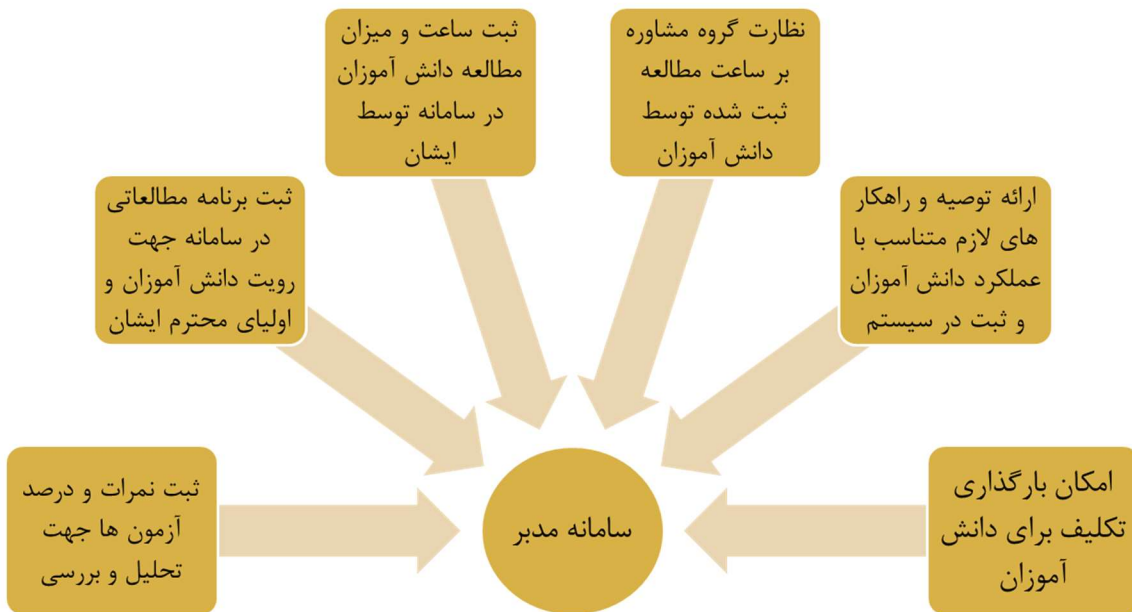 نظارت گروه مشاوره
بر ساعت مطالعه
ثبت شده توسط
دانش آموزان
ثبت ساعت و میزان
مطالعه دانش آموزان
در سامانه توسط
ایشان
ارائه توصیه و راهکار
های لازم متناسب با
عملکرد دانش آموزان
و ثبت در سیستم
ثبت برنامه مطالعاتی
در سامانه جهت
رویت دانش آموزان و
اولیای محترم ایشان
امکان بارگذاری
تکلیف برای دانش
آموزان
سامانه مدبر
ثبت نمرات و درصد
آزمون ها جهت
تحلیل و بررسی